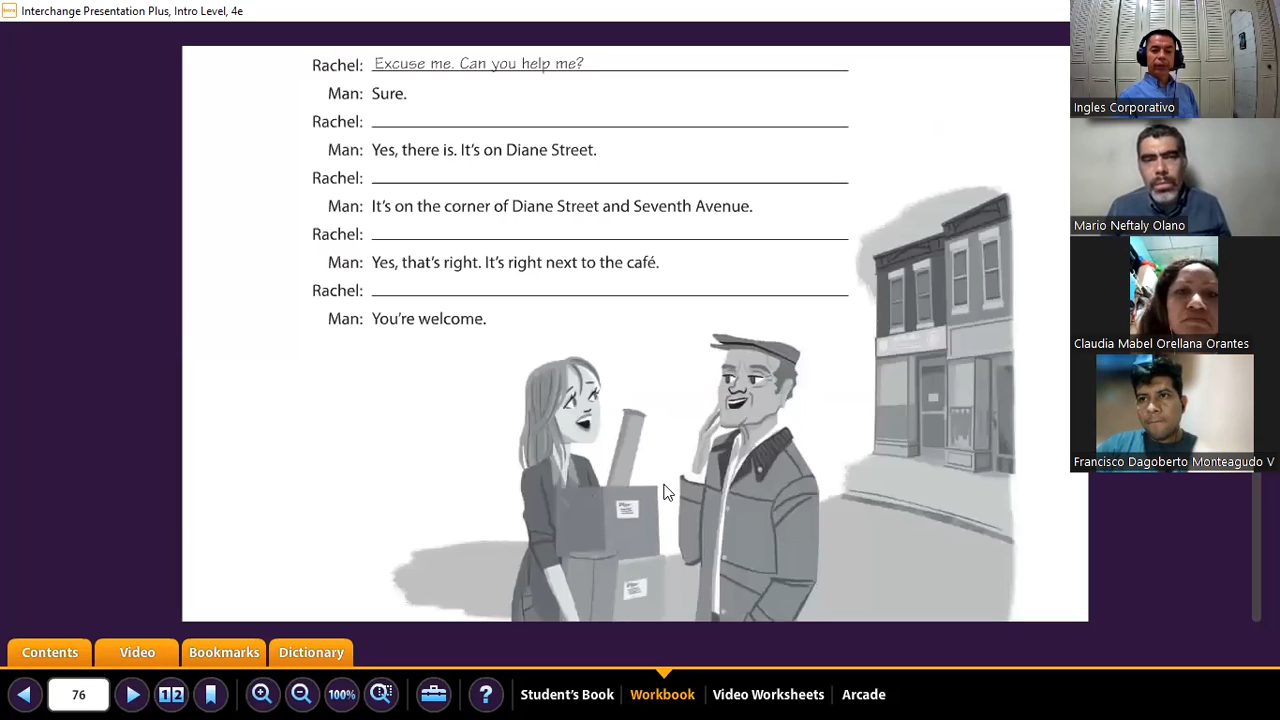 Interchange Presentation Plus, Intro Level, 4e
Rachel: Excuse me. Can you help me?
Man: Sure.
Rachel:
Man: Yes, there is. It's on Diane Street.
Rachel:
Man: It's on the corner of Diane Street and Seventh Avenue.
Rachel:
Man: Yes, that's right. It's right next to the café.
Rachel:
Man: You're welcome.
Ingles Corporativo
Mario Neftaly Olano
Claudia Mabel Orellana Orantes
Francisco Dagoberto Monteagudo V
Contents Video Bookmarks Dictionary
76 1 2 100% ? Student's Book Workbook Video Worksheets Arcade